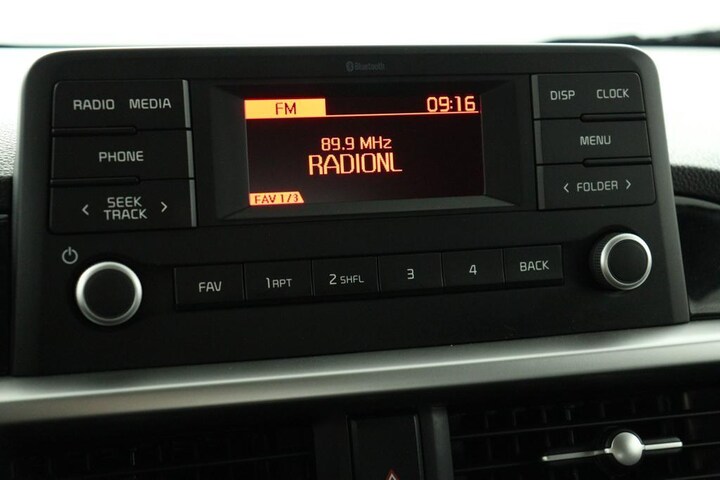 Bluetooth
RADIO MEDIA
PHONE
< SEEK TRACK >
FM 09:16
89.9 MHz
RADIONL
FAV 1/3
DISP CLOCK
MENU
< FOLDER >
FAV 1 RPT 2 SHFL 3 4 BACK